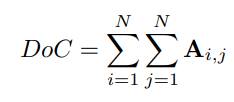 $DoC = \sum_{i=1}^{N} \sum_{j=1}^{N} \mathbf{A}_{i,j}$